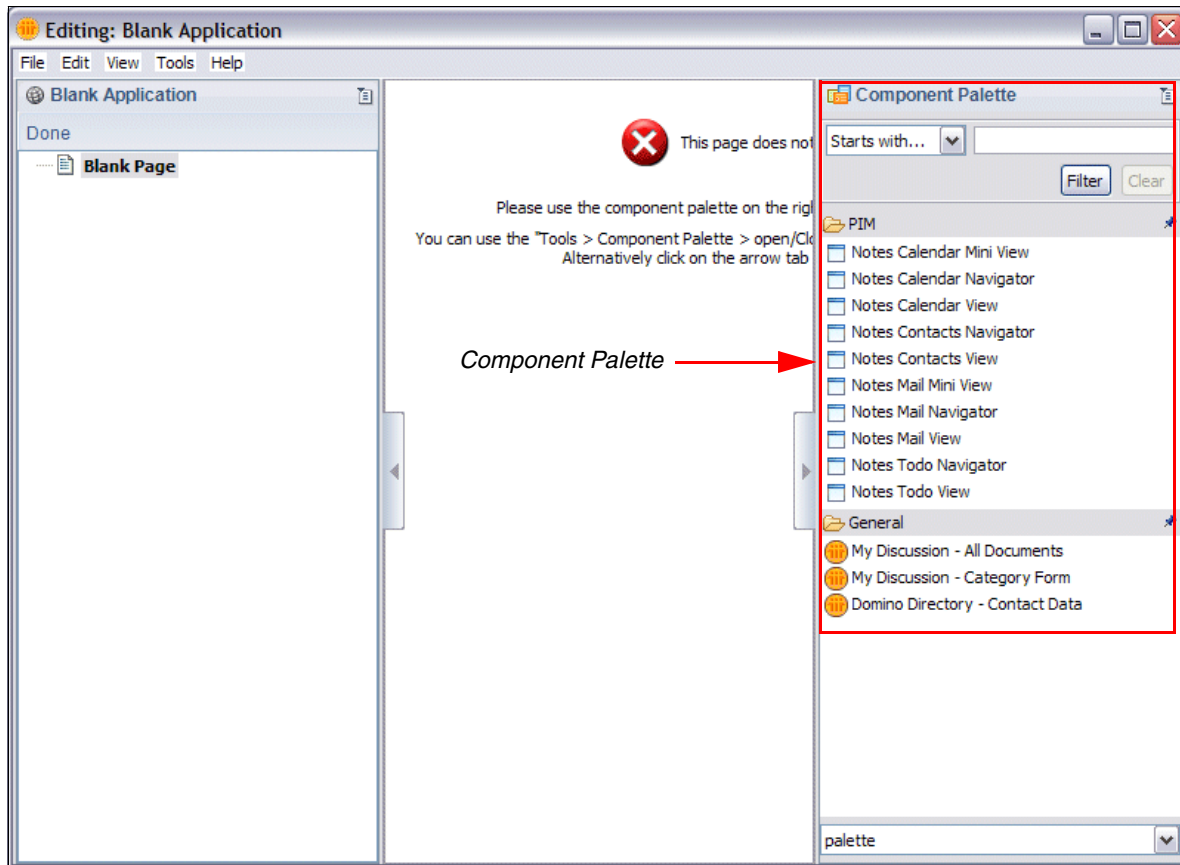 Editing: Blank Application
File Edit View Tools Help
Blank Application
Done
Blank Page
This page does not
Please use the component palette on the rig
You can use the "Tools > Component Palette > open/Clo
Alternatively click on the arrow tab
Component Palette
Component Palette
Starts with...
Filter Clear
PIM
Notes Calendar Mini View
Notes Calendar Navigator
Notes Calendar View
Notes Contacts Navigator
Notes Contacts View
Notes Mail Mini View
Notes Mail Navigator
Notes Mail View
Notes Todo Navigator
Notes Todo View
General
My Discussion - All Documents
My Discussion - Category Form
Domino Directory - Contact Data
palette